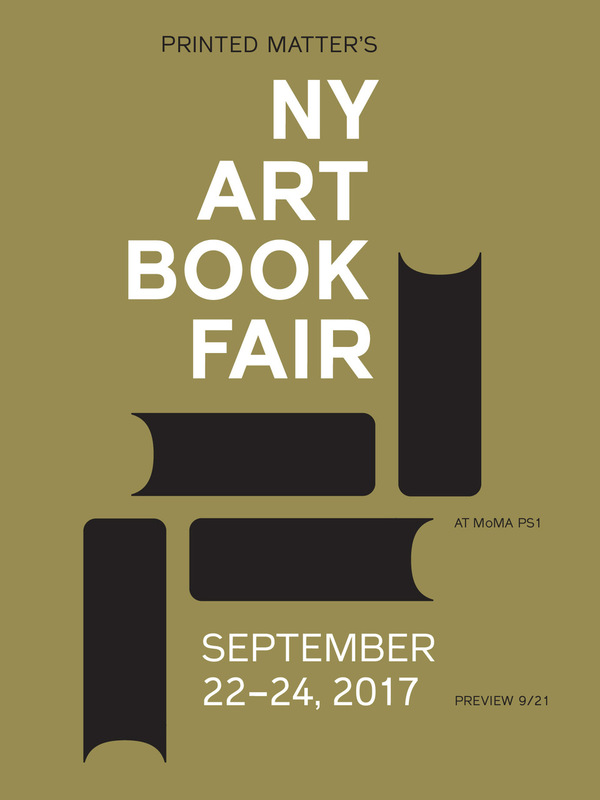 PRINTED MATTER'S
NY
ART
BOOK
FAIR
AT MoMA PS1
SEPTEMBER
22–24, 2017
PREVIEW 9/21